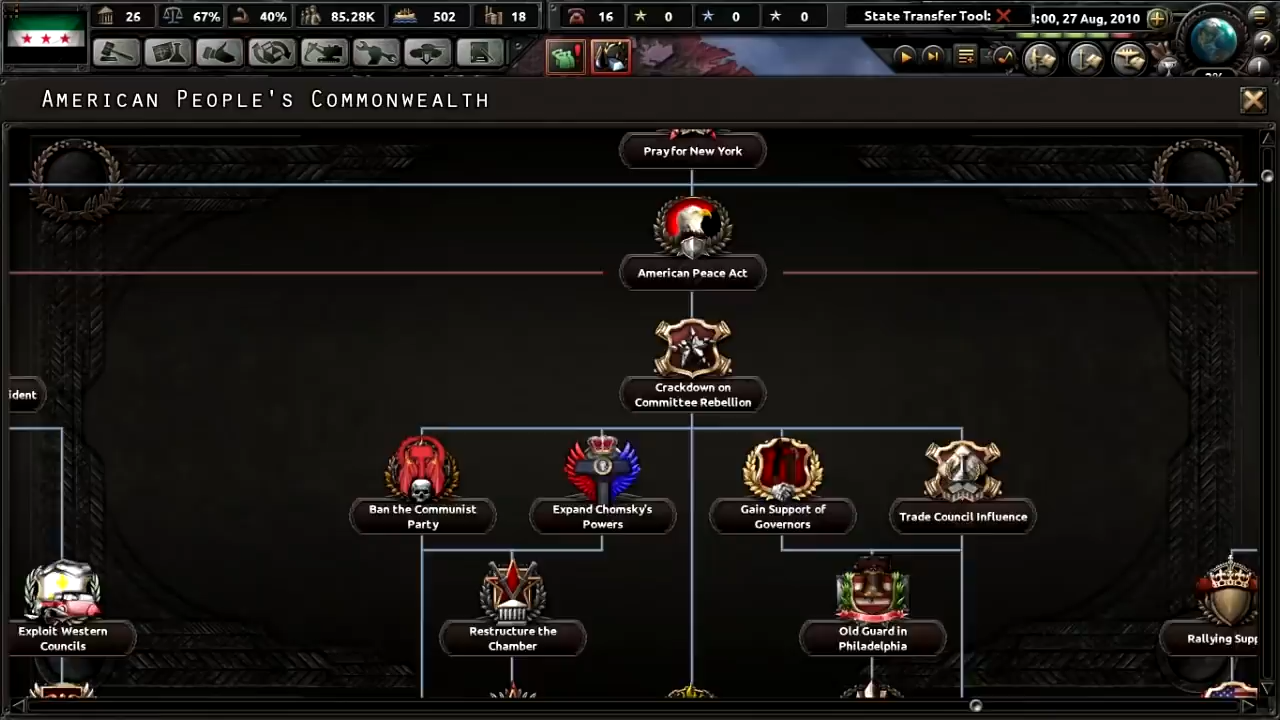 26 67% 40% 85.28K 502 18 16 0 0 0 State Transfer Tool: 4:00, 27 Aug, 2010
AMERICAN PEOPLE'S COMMONWEALTH
Pray for New York
American Peace Act
Crackdown on
Committee Rebellion
ident
Ban the Communist
Party
Expand Chomsky's
Powers
Gain Support of
Governors
Trade Council Influence
Exploit Western
Councils
Restructure the
Chamber
Old Guard in
Philadelphia
Rallying Supp